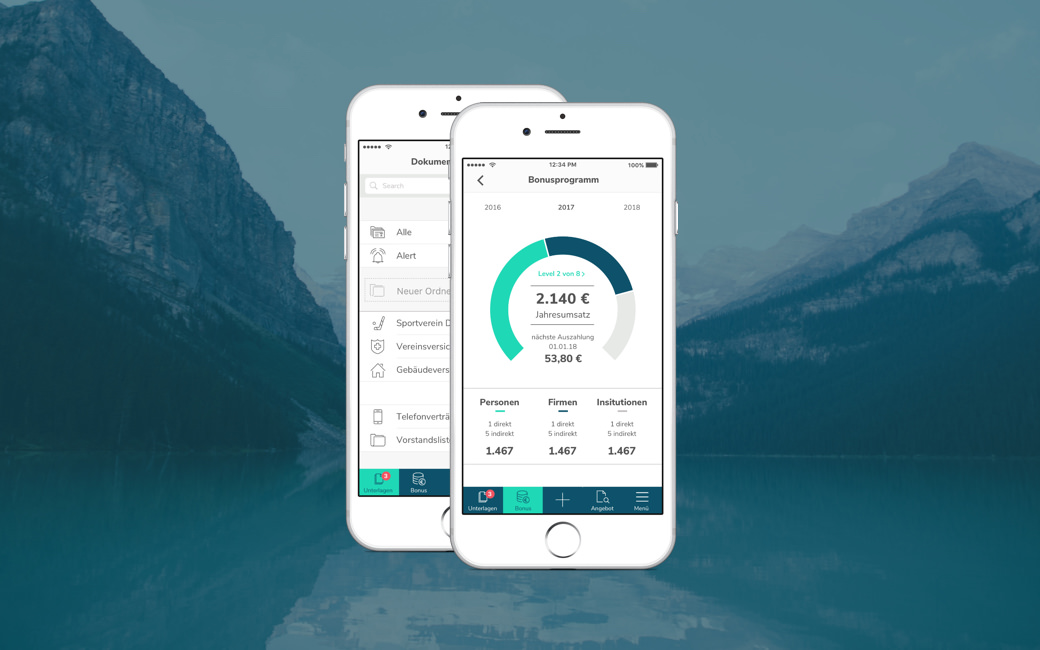 12
Dokumen
Search
Alle
Alert
Neuer Ordne
Sportverein D
Vereinsversic
Gebäudevers
Telefonverträ
Vorstandslist
3
Unterlagen
Bonus
12:34 PM
100%
Bonusprogramm
2016 2017 2018
Level 2 von 8 >
2.140 €
Jahresumsatz
nächste Auszahlung
01.01.18
53,80 €
Personen Firmen Insitutionen
1 direkt 1 direkt 1 direkt
5 indirekt 5 indirekt 5 indirekt
1.467 1.467 1.467
3
Unterlagen Bonus Angebot Menü